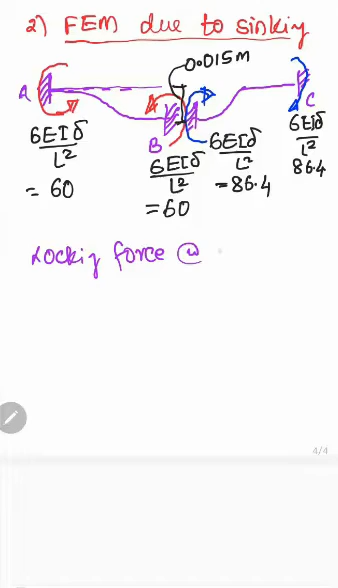 2) FEM due to sinking
0.015M
A
B
C
6EIδ
L²
= 60
6EIδ
L²
= 60
6EIδ
L²
= 86.4
6EIδ
L²
86.4
Locking force @
4/4